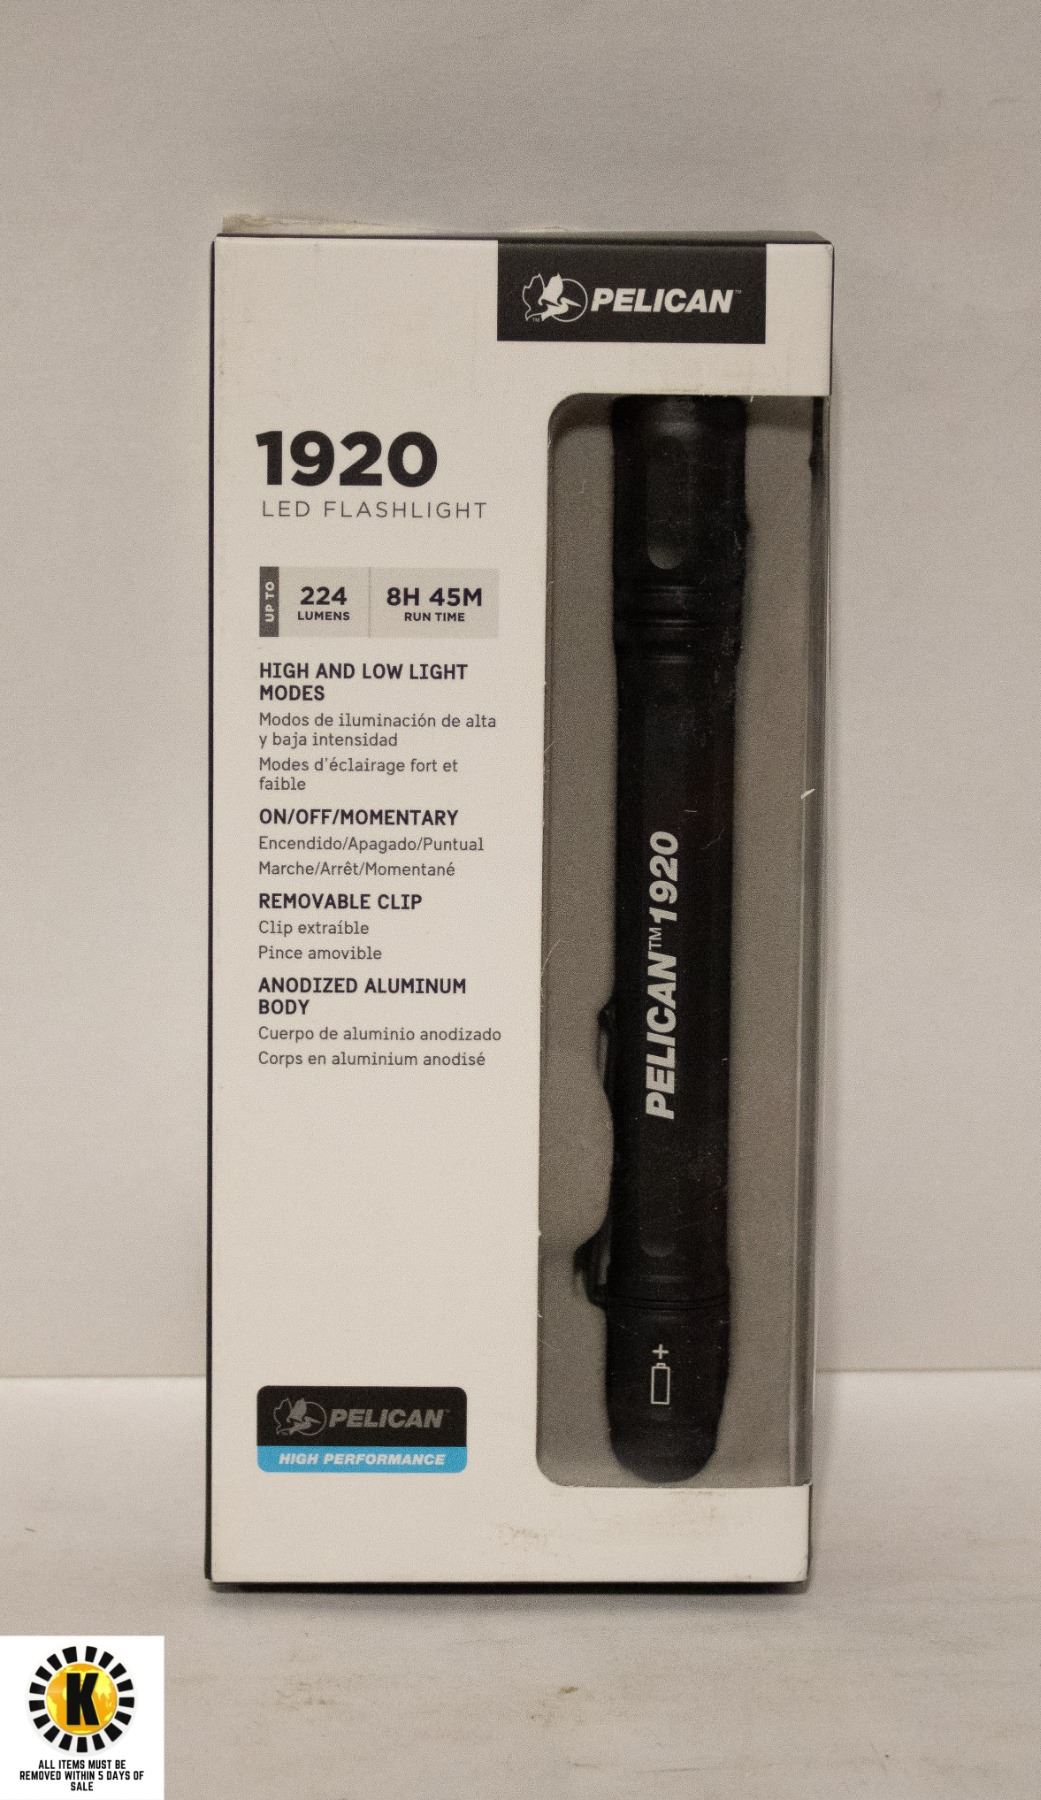 PELICAN™
1920
LED FLASHLIGHT
UP TO
224
LUMENS
8H 45M
RUN TIME
HIGH AND LOW LIGHT
MODES
Modos de iluminación de alta
y baja intensidad
Modes d'éclairage fort et
faible
ON/OFF/MOMENTARY
Encendido/Apagado/Puntual
Marche/Arrêt/Momentané
REMOVABLE CLIP
Clip extraíble
Pince amovible
ANODIZED ALUMINUM
BODY
Cuerpo de aluminio anodizado
Corps en aluminium anodisé
PELICAN™1920
+
PELICAN™
HIGH PERFORMANCE
K
ALL ITEMS MUST BE
REMOVED WITHIN 5 DAYS OF
SALE